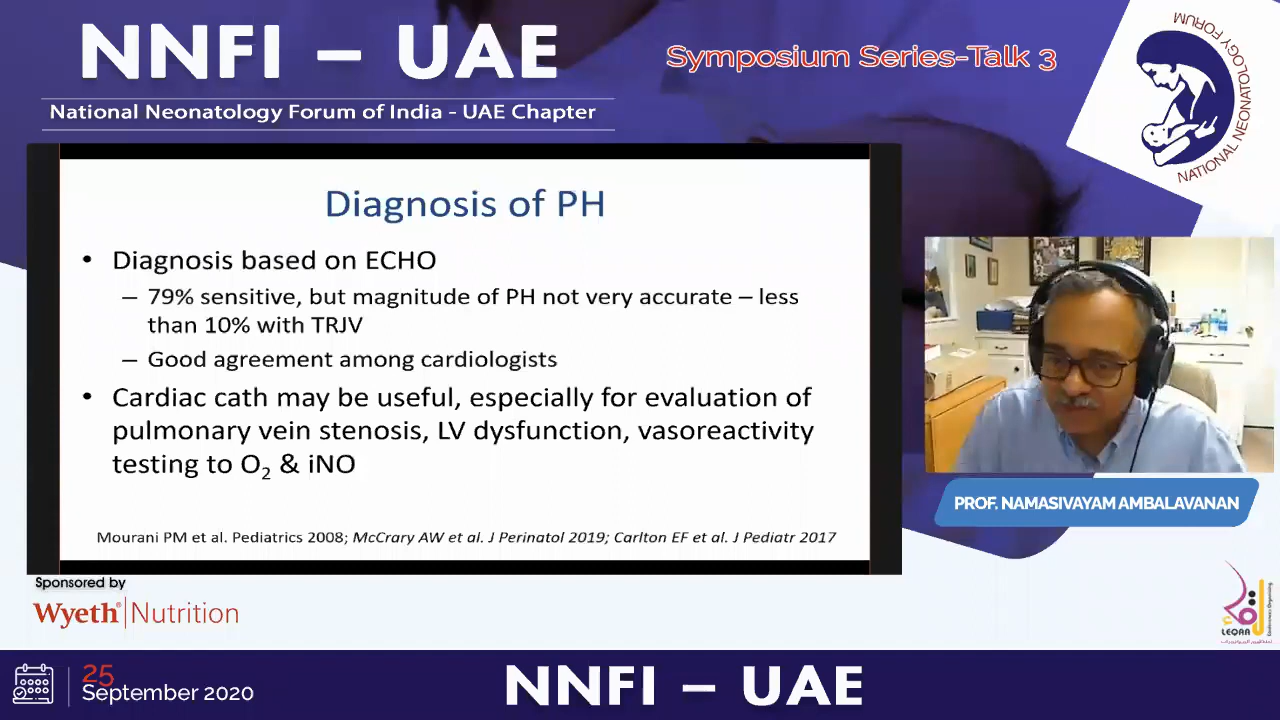 NNFI – UAE
National Neonatology Forum of India - UAE Chapter
Symposium Series-Talk 3
NATIONAL NEONATOLOGY FORUM
Diagnosis of PH
• Diagnosis based on ECHO
– 79% sensitive, but magnitude of PH not very accurate – less
than 10% with TRJV
– Good agreement among cardiologists
• Cardiac cath may be useful, especially for evaluation of
pulmonary vein stenosis, LV dysfunction, vasoreactivity
testing to O₂ & iNO
Mourani PM et al. Pediatrics 2008; McCrary AW et al. J Perinatol 2019; Carlton EF et al. J Pediatr 2017
PROF. NAMASIVAYAM AMBALAVANAN
Sponsored by
Wyeth® Nutrition
LEQAA
25
September 2020
NNFI – UAE